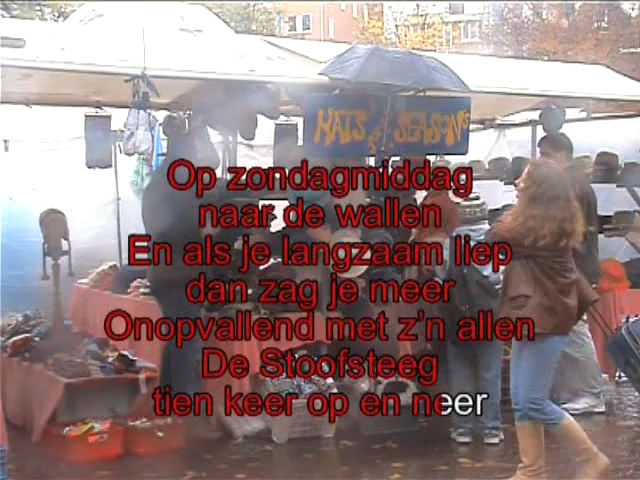 HATS & SEASONS
Op zondagmiddag
naar de wallen
En als je langzaam liep
dan zag je meer
Onopvallend met z'n allen
De Stoofsteeg
tien keer op en neer